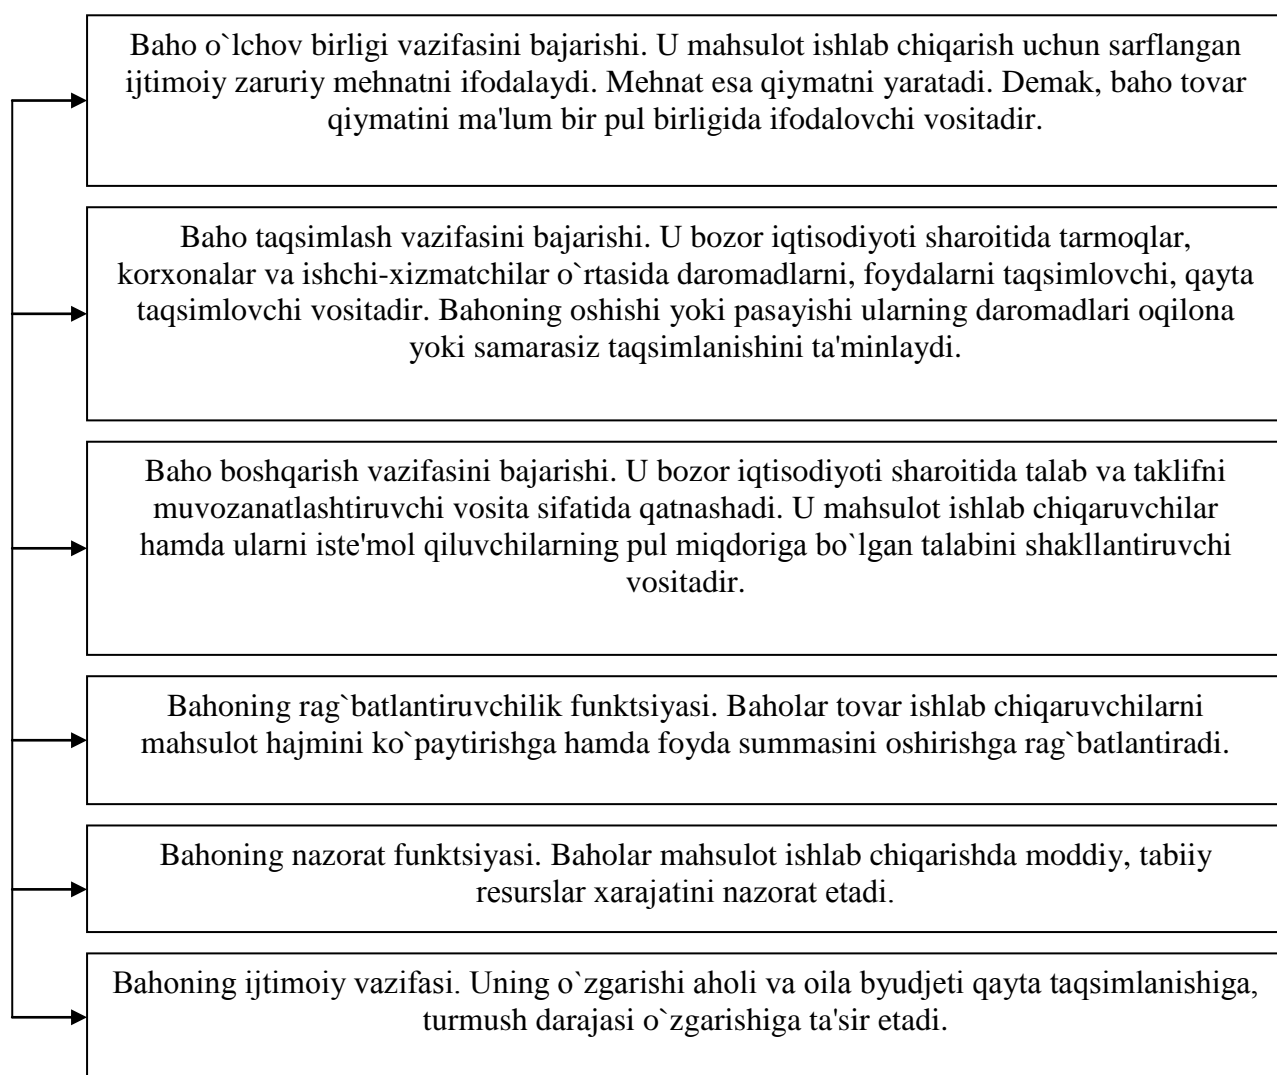 Baho o`lchov birligi vazifasini bajarishi. U mahsulot ishlab chiqarish uchun sarflangan
ijtimoiy zaruriy mehnatni ifodalaydi. Mehnat esa qiymatni yaratadi. Demak, baho tovar
qiymatini ma'lum bir pul birligida ifodalovchi vositadir.
Baho taqsimlash vazifasini bajarishi. U bozor iqtisodiyoti sharoitida tarmoqlar,
korxonalar va ishchi-xizmatchilar o`rtasida daromadlarni, foydalarni taqsimlovchi, qayta
taqsimlovchi vositadir. Bahoning oshishi yoki pasayishi ularning daromadlari oqilona
yoki samarasiz taqsimlanishini ta'minlaydi.
Baho boshqarish vazifasini bajarishi. U bozor iqtisodiyoti sharoitida talab va taklifni
muvozanatlashtiruvchi vosita sifatida qatnashadi. U mahsulot ishlab chiqaruvchilar
hamda ularni iste'mol qiluvchilarning pul miqdoriga bo`lgan talabini shakllantiruvchi
vositadir.
Bahoning rag`batlantiruvchilik funktsiyasi. Baholar tovar ishlab chiqaruvchilarni
mahsulot hajmini ko`paytirishga hamda foyda summasini oshirishga rag`batlantiradi.
Bahoning nazorat funktsiyasi. Baholar mahsulot ishlab chiqarishda moddiy, tabiiy
resurslar xarajatini nazorat etadi.
Bahoning ijtimoiy vazifasi. Uning o`zgarishi aholi va oila byudjeti qayta taqsimlanishiga,
turmush darajasi o`zgarishiga ta'sir etadi.